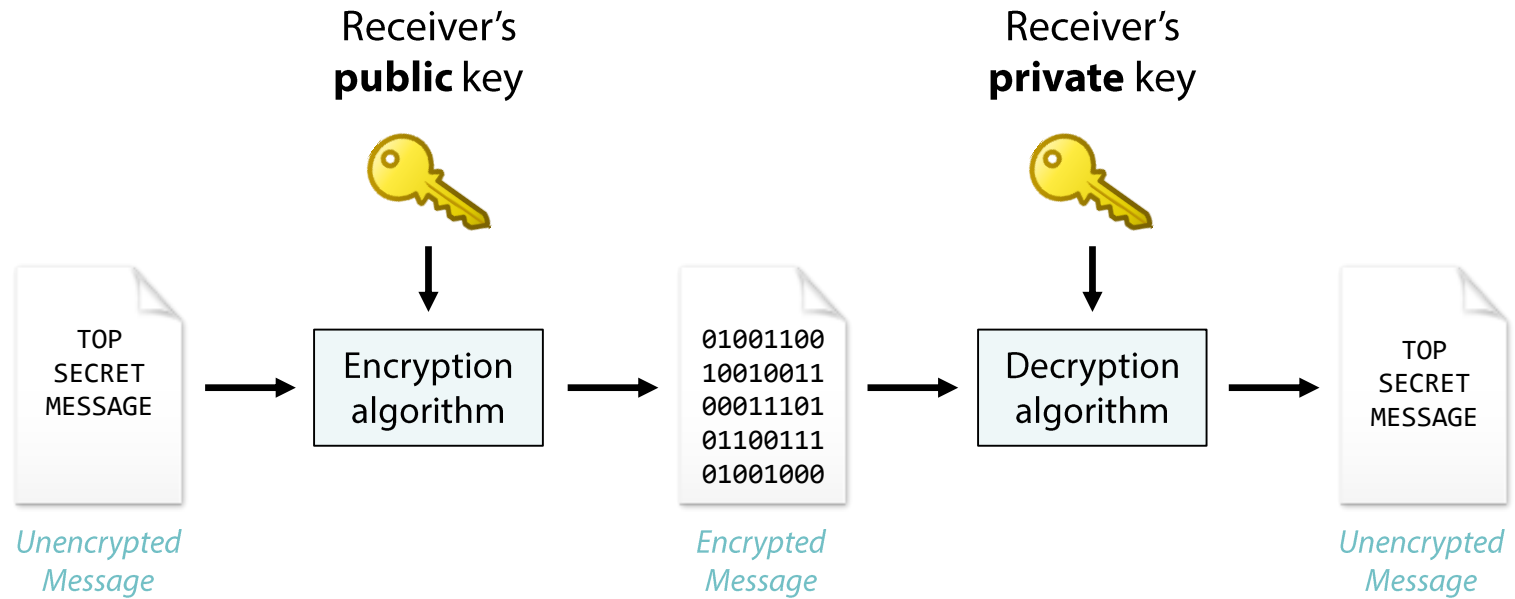 Receiver’s
public key
Receiver’s
private key
TOP
SECRET
MESSAGE
Unencrypted
Message
Encryption
algorithm
01001100
10010011
00011101
01100111
01001000
Encrypted
Message
Decryption
algorithm
TOP
SECRET
MESSAGE
Unencrypted
Message